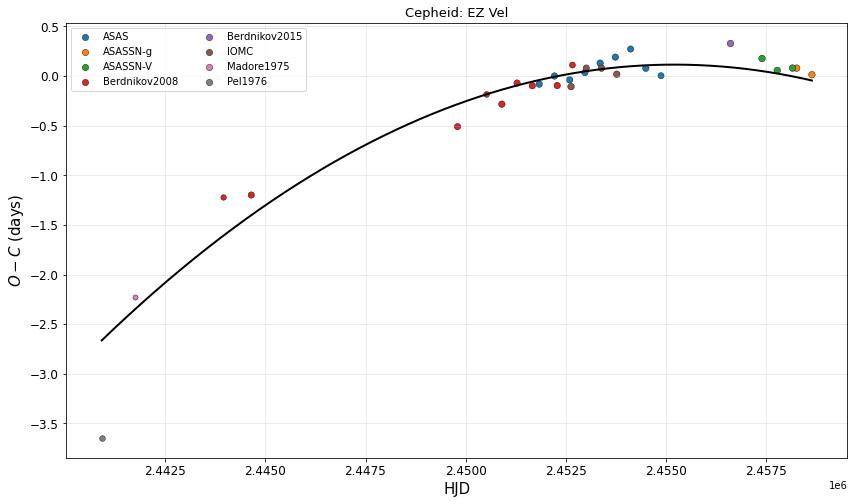 Cepheid: EZ Vel
ASAS
ASASSN-g
ASASSN-V
Berdnikov2008
Berdnikov2015
IOMC
Madore1975
Pel1976
O − C (days)
0.5
0.0
−0.5
−1.0
−1.5
−2.0
−2.5
−3.0
−3.5
2.4425 2.4450 2.4475 2.4500 2.4525 2.4550 2.4575
1e6
HJD